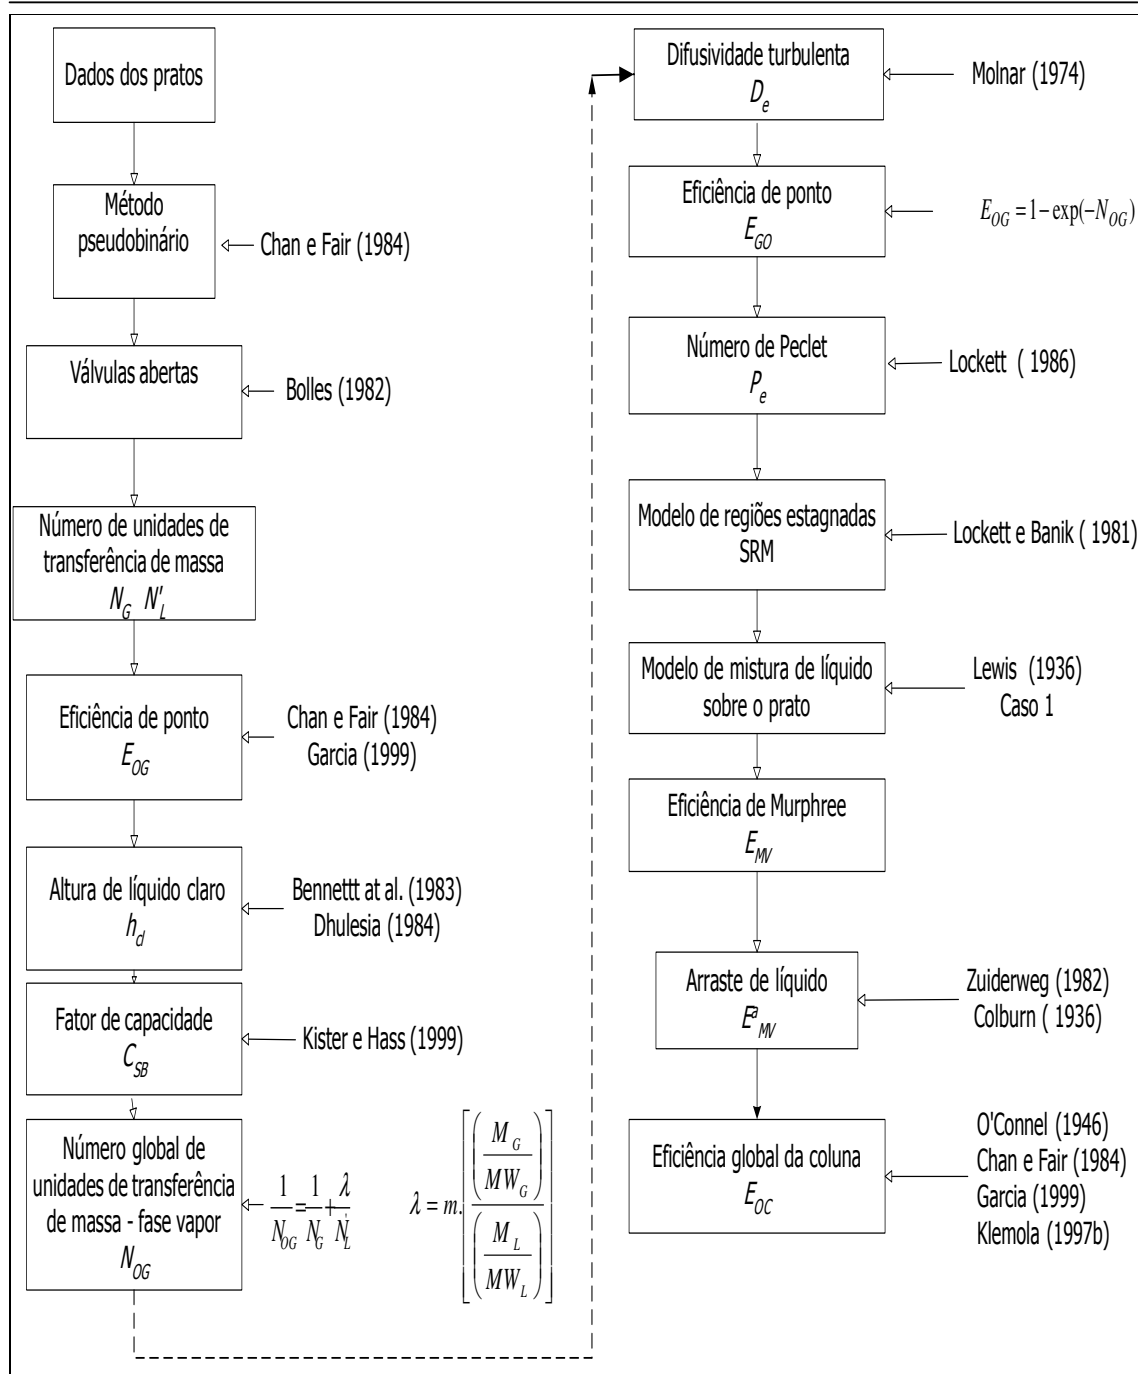 Dados dos pratos
Método
pseudobinário
Chan e Fair (1984)
Válvulas abertas
Bolles (1982)
Número de unidades de
transferência de massa
N_G N'_L
Eficiência de ponto
E_OG
Chan e Fair (1984)
Garcia (1999)
Altura de líquido claro
h_d
Bennettt at al. (1983)
Dhulesia (1984)
Fator de capacidade
C_SB
Kister e Hass (1999)
Número global de
unidades de transferência
de massa - fase vapor
N_OG
1/N_OG = 1/N_G + λ/N'_L
λ = m.[(M_G/MW_G)/(M_L/MW_L)]
Difusividade turbulenta
D_e
Molnar (1974)
Eficiência de ponto
E_GO
E_OG = 1 − exp(−N_OG)
Número de Peclet
P_e
Lockett ( 1986)
Modelo de regiões estagnadas
SRM
Lockett e Banik ( 1981)
Modelo de mistura de líquido
sobre o prato
Lewis (1936)
Caso 1
Eficiência de Murphree
E_MV
Arraste de líquido
E^a_MV
Zuiderweg (1982)
Colburn ( 1936)
Eficiência global da coluna
E_OC
O'Connel (1946)
Chan e Fair (1984)
Garcia (1999)
Klemola (1997b)